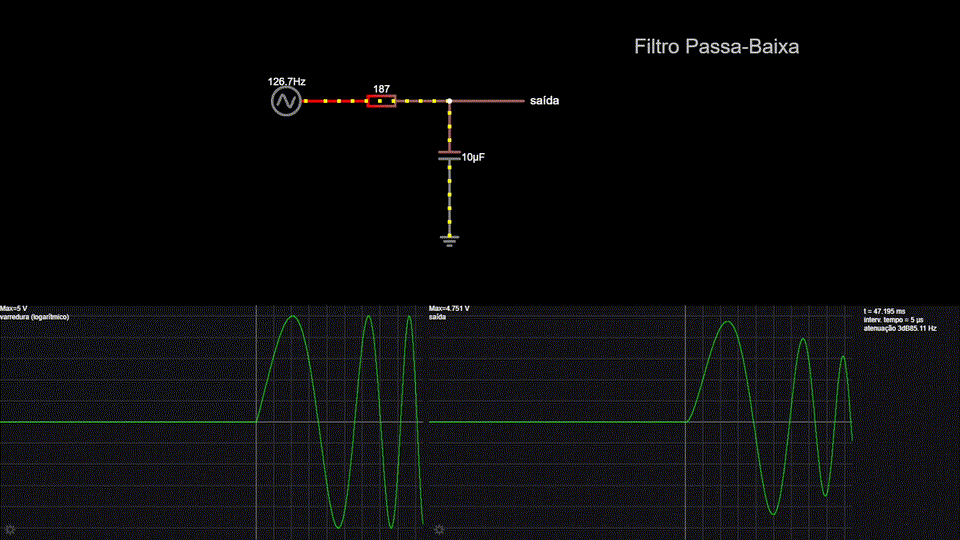 Filtro Passa-Baixa
126.7Hz
187
saída
10µF
Max=5 V
varredura (logarítmico)
Max=4.751 V
saída
t = 47.195 ms
interv. tempo = 5 µs
atenuação 3dB85.11 Hz